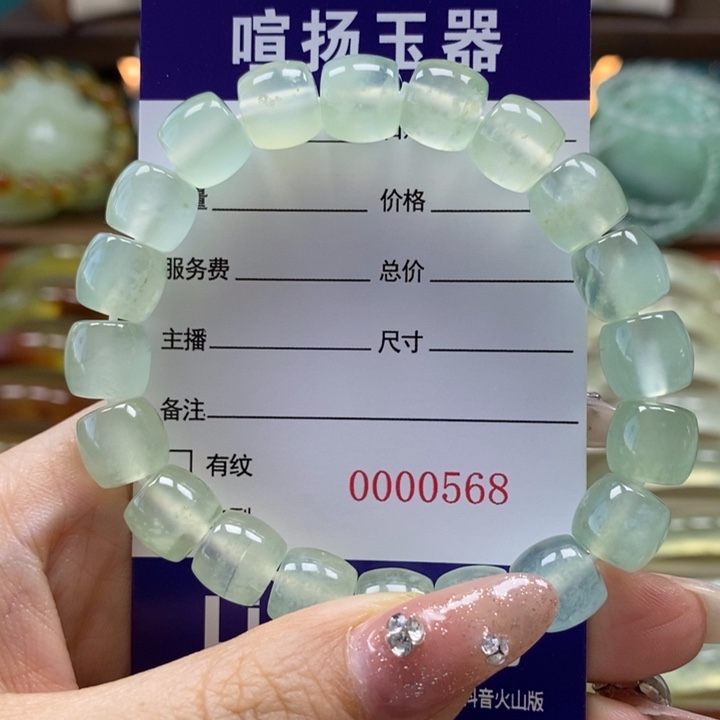 喧扬玉器
量 价格
服务费 总价
主播 尺寸
备注
有纹
0000568
抖音火山版